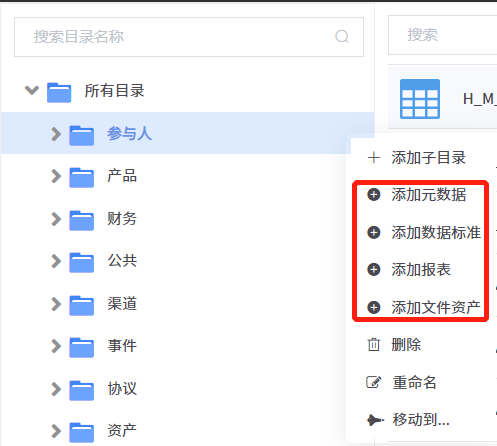 搜索目录名称
所有目录
参与人
产品
财务
公共
渠道
事件
协议
资产
搜索
H_M_
添加子目录
添加元数据
添加数据标准
添加报表
添加文件资产
删除
重命名
移动到...